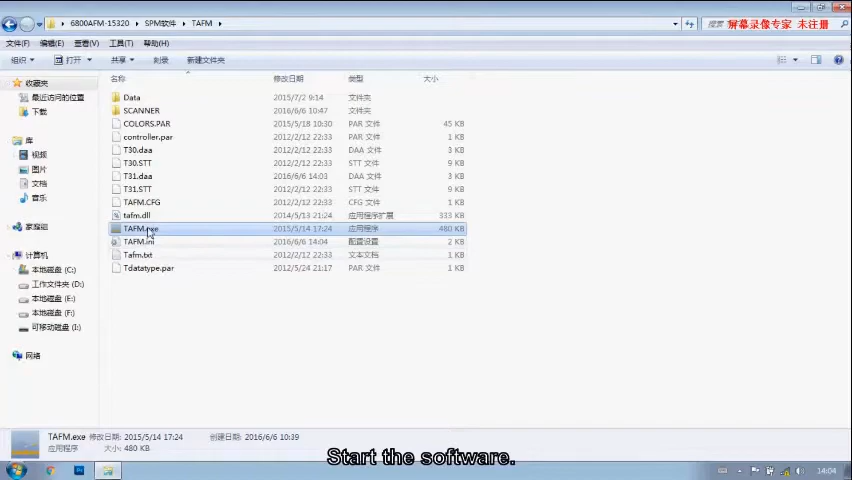 6800AFM-15320 ▸ SPM软件 ▸ TAFM ▸
搜索
屏幕录像专家 未注册
文件(F) 编辑(E) 查看(V) 工具(T) 帮助(H)
组织 打开 共享 刻录 新建文件夹
名称 修改日期 类型 大小
收藏夹
最近访问的位置
下载
库
视频
图片
文档
音乐
家庭组
计算机
本地磁盘 (C:)
工作文件夹 (D:)
本地磁盘 (E:)
本地磁盘 (F:)
可移动磁盘 (I:)
网络
Data 2015/7/2 9:14 文件夹
SCANNER 2016/6/6 10:47 文件夹
COLORS.PAR 2015/5/18 10:30 PAR 文件 45 KB
controller.par 2012/2/12 22:33 PAR 文件 1 KB
T30.daa 2012/2/12 22:33 DAA 文件 3 KB
T30.STT 2012/2/12 22:33 STT 文件 9 KB
T31.daa 2016/6/6 14:03 DAA 文件 3 KB
T31.STT 2012/2/12 22:33 STT 文件 9 KB
TAFM.CFG 2012/2/12 22:33 CFG 文件 1 KB
tafm.dll 2014/5/13 21:24 应用程序扩展 333 KB
TAFM.exe 2015/5/14 17:24 应用程序 480 KB
TAFM.ini 2016/6/6 14:04 配置设置 2 KB
Tafm.txt 2012/2/12 22:33 文本文档 1 KB
Tdatatype.par 2012/5/24 21:17 PAR 文件 1 KB
TAFM.exe 修改日期: 2015/5/14 17:24 创建日期: 2016/6/6 10:39
应用程序 大小: 480 KB
Start the software.
14:04